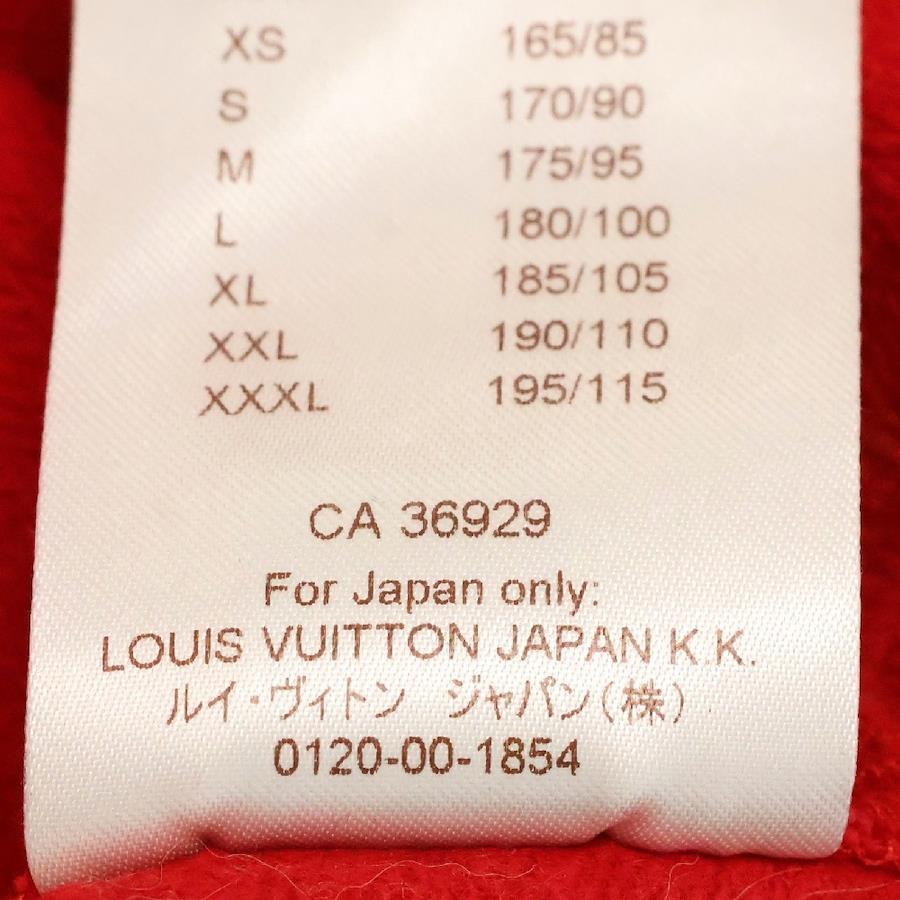 XS 165/85
S 170/90
M 175/95
L 180/100
XL 185/105
XXL 190/110
XXXL 195/115
CA 36929
For Japan only:
LOUIS VUITTON JAPAN K.K.
ルイ・ヴィトン ジャパン(株)
0120-00-1854